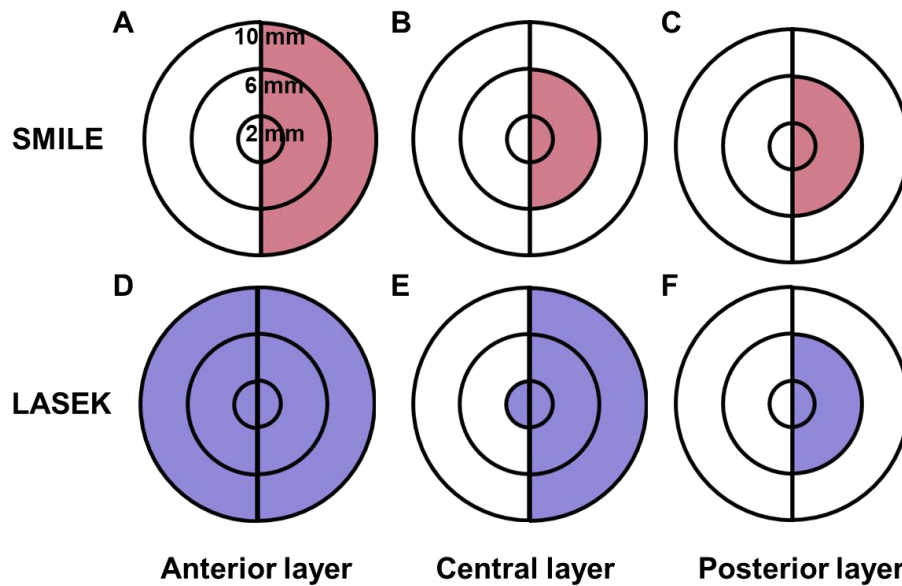 A B C
10 mm
6 mm
2 mm
SMILE
D E F
LASEK
Anterior layer Central layer Posterior layer